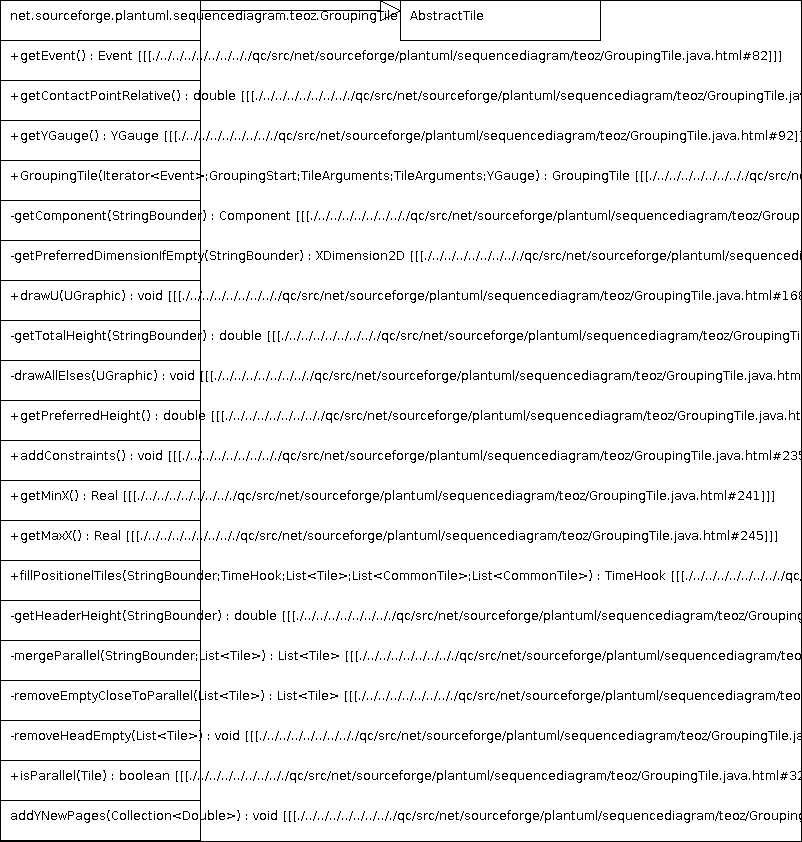 net.sourceforge.plantuml.sequencediagram.teoz.GroupingTile
AbstractTile
+getEvent() : Event [[[./../../../../../../../qc/src/net/sourceforge/plantuml/sequencediagram/teoz/GroupingTile.java.html#82]]]
+getContactPointRelative() : double [[[./../../../../../../../qc/src/net/sourceforge/plantuml/sequencediagram/teoz/GroupingTile.jav
+getYGauge() : YGauge [[[./../../../../../../../qc/src/net/sourceforge/plantuml/sequencediagram/teoz/GroupingTile.java.html#92]]]
+GroupingTile(Iterator<Event>;GroupingStart;TileArguments;TileArguments;YGauge) : GroupingTile [[[./../../../../../../../qc/src/ne
-getComponent(StringBounder) : Component [[[./../../../../../../../qc/src/net/sourceforge/plantuml/sequencediagram/teoz/Group
-getPreferredDimensionIfEmpty(StringBounder) : XDimension2D [[[./../../../../../../../qc/src/net/sourceforge/plantuml/sequencedi
+drawU(UGraphic) : void [[[./../../../../../../../qc/src/net/sourceforge/plantuml/sequencediagram/teoz/GroupingTile.java.html#168
-getTotalHeight(StringBounder) : double [[[./../../../../../../../qc/src/net/sourceforge/plantuml/sequencediagram/teoz/GroupingTi
-drawAllElses(UGraphic) : void [[[./../../../../../../../qc/src/net/sourceforge/plantuml/sequencediagram/teoz/GroupingTile.java.htm
+getPreferredHeight() : double [[[./../../../../../../../qc/src/net/sourceforge/plantuml/sequencediagram/teoz/GroupingTile.java.ht
+addConstraints() : void [[[./../../../../../../../qc/src/net/sourceforge/plantuml/sequencediagram/teoz/GroupingTile.java.html#235
+getMinX() : Real [[[./../../../../../../../qc/src/net/sourceforge/plantuml/sequencediagram/teoz/GroupingTile.java.html#241]]]
+getMaxX() : Real [[[./../../../../../../../qc/src/net/sourceforge/plantuml/sequencediagram/teoz/GroupingTile.java.html#245]]]
+fillPositionelTiles(StringBounder;TimeHook;List<Tile>;List<CommonTile>;List<CommonTile>) : TimeHook [[[./../../../../../../../qc
-getHeaderHeight(StringBounder) : double [[[./../../../../../../../qc/src/net/sourceforge/plantuml/sequencediagram/teoz/Grouping
-mergeParallel(StringBounder;List<Tile>) : List<Tile> [[[./../../../../../../../qc/src/net/sourceforge/plantuml/sequencediagram/teo
-removeEmptyCloseToParallel(List<Tile>) : List<Tile> [[[./../../../../../../../qc/src/net/sourceforge/plantuml/sequencediagram/teo
-removeHeadEmpty(List<Tile>) : void [[[./../../../../../../../qc/src/net/sourceforge/plantuml/sequencediagram/teoz/GroupingTile.ja
+isParallel(Tile) : boolean [[[./../../../../../../../qc/src/net/sourceforge/plantuml/sequencediagram/teoz/GroupingTile.java.html#32
addYNewPages(Collection<Double>) : void [[[./../../../../../../../qc/src/net/sourceforge/plantuml/sequencediagram/teoz/Grouping